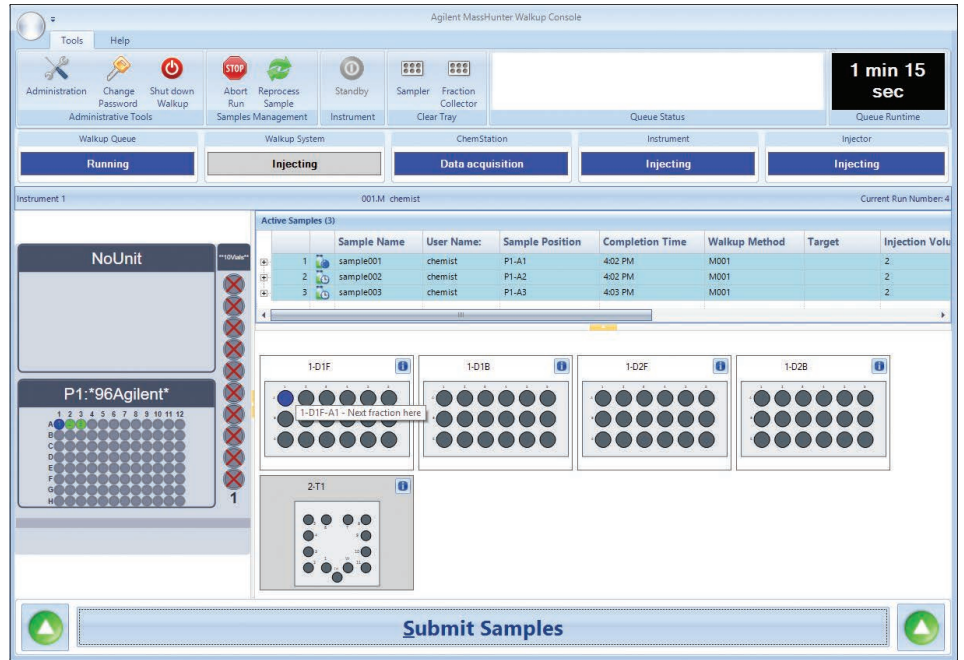 Agilent MassHunter Walkup Console
Tools Help
Administration Change Password Shut down Walkup Abort Run Reprocess Sample Standby Sampler Fraction Collector
1 min 15 sec
Administrative Tools Samples Management Instrument Clear Tray Queue Status Queue Runtime
Walkup Queue Walkup System ChemStation Instrument Injector
Running Injecting Data acquisition Injecting Injecting
Instrument 1 001.M chemist Current Run Number: 4
Active Samples (3)
Sample Name User Name: Sample Position Completion Time Walkup Method Target Injection Volu
1 sample001 chemist P1-A1 4:02 PM M001 2
2 sample002 chemist P1-A2 4:02 PM M001 2
3 sample003 chemist P1-A3 4:03 PM M001 2
NoUnit
**10Vials**
1
P1:*96Agilent*
1 2 3 4 5 6 7 8 9 10 11 12
A
B
C
D
E
F
G
H
1-D1F 1-D1B 1-D2F 1-D2B
1-D1F-A1 - Next fraction here
2-T1
Submit Samples